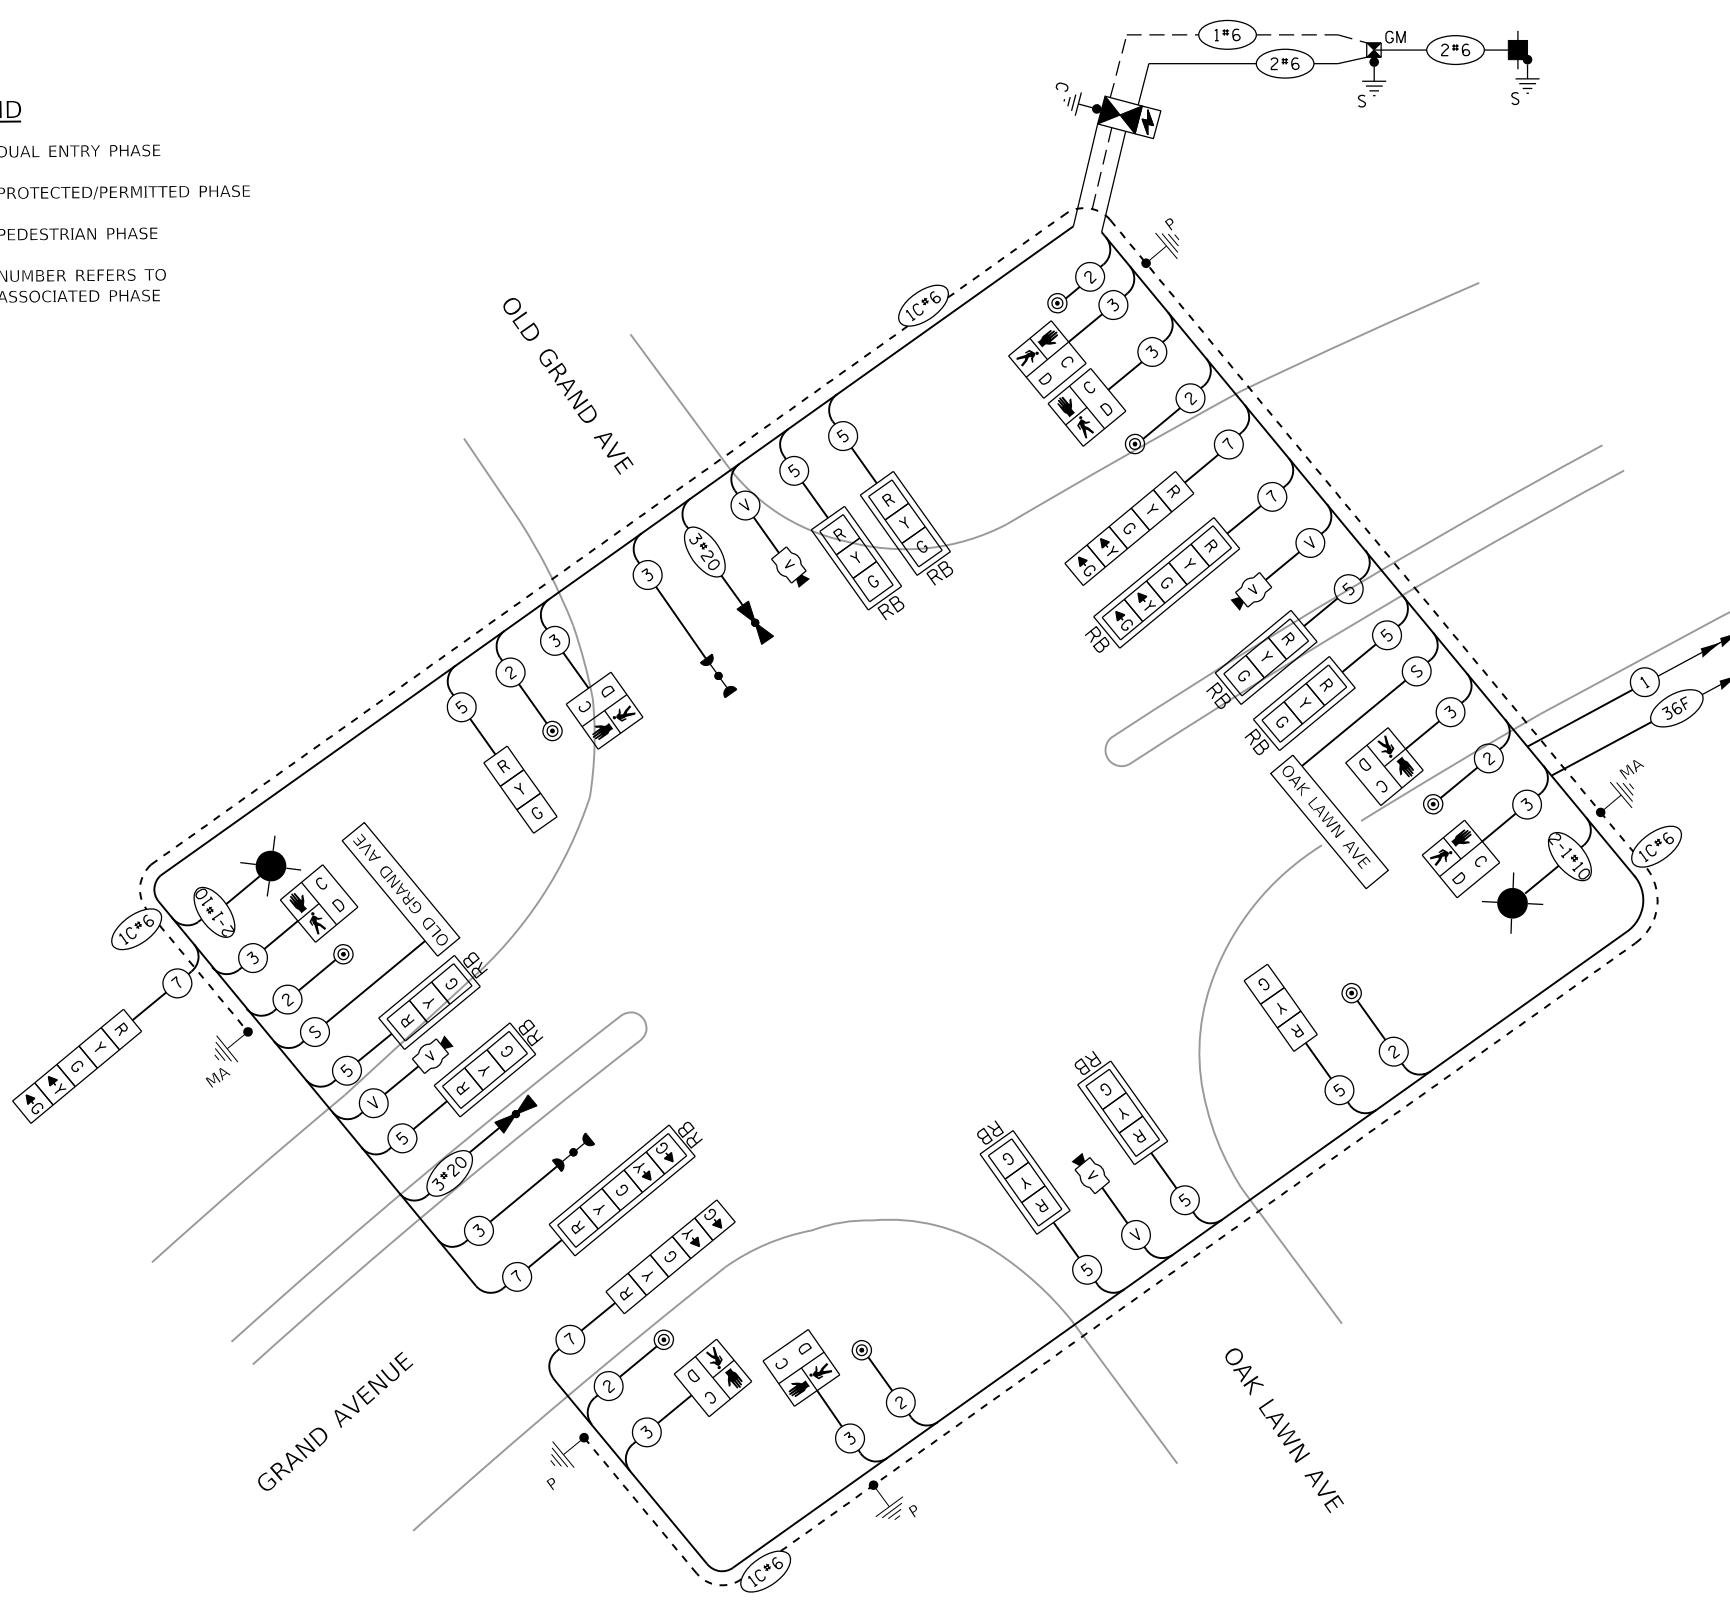 ND
DUAL ENTRY PHASE
PROTECTED/PERMITTED PHASE
PEDESTRIAN PHASE
NUMBER REFERS TO
ASSOCIATED PHASE
1#6
GM
2#6
2#6
S
S
C
P
OLD GRAND AVE
1C#6
2
3
C
D
3
C
D
2
5
R
Y
G
RB
5
R
Y
G
RB
V
V
3#20
3
7
R
Y
G
Y
G
7
R
Y
G
Y
G
RB
V
V
5
R
Y
G
RB
5
R
Y
G
RB
S
OAK LAWN AVE
3
D
C
2
3
C
D
2-1#10
1
36F
MA
1C#6
3
D
C
2
5
R
Y
G
2-1#10
1C#6
3
C
D
2
S
OLD GRAND AVE
7
R
Y
G
Y
G
MA
5
R
Y
G
RB
V
V
5
R
Y
G
RB
3#20
3
7
R
Y
G
Y
G
RB
7
R
Y
G
Y
G
2
3
D
C
D
C
3
2
P
P
1C#6
RB
G
Y
R
5
V
V
RB
G
Y
R
5
G
Y
R
5
2
GRAND AVENUE
OAK LAWN AVE